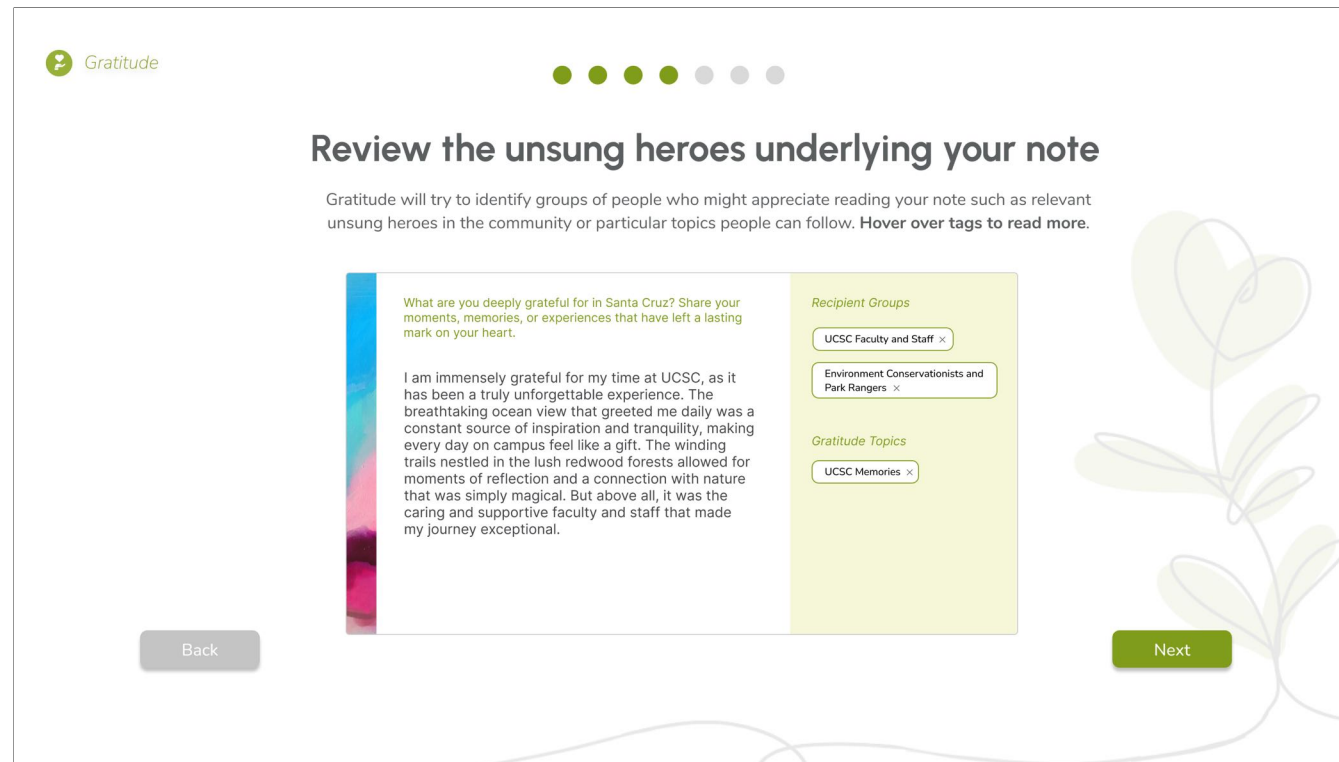 Gratitude
Review the unsung heroes underlying your note
Gratitude will try to identify groups of people who might appreciate reading your note such as relevant
unsung heroes in the community or particular topics people can follow. Hover over tags to read more.
What are you deeply grateful for in Santa Cruz? Share your
moments, memories, or experiences that have left a lasting
mark on your heart.
I am immensely grateful for my time at UCSC, as it
has been a truly unforgettable experience. The
breathtaking ocean view that greeted me daily was a
constant source of inspiration and tranquility, making
every day on campus feel like a gift. The winding
trails nestled in the lush redwood forests allowed for
moments of reflection and a connection with nature
that was simply magical. But above all, it was the
caring and supportive faculty and staff that made
my journey exceptional.
Recipient Groups
UCSC Faculty and Staff ×
Environment Conservationists and
Park Rangers ×
Gratitude Topics
UCSC Memories ×
Back
Next